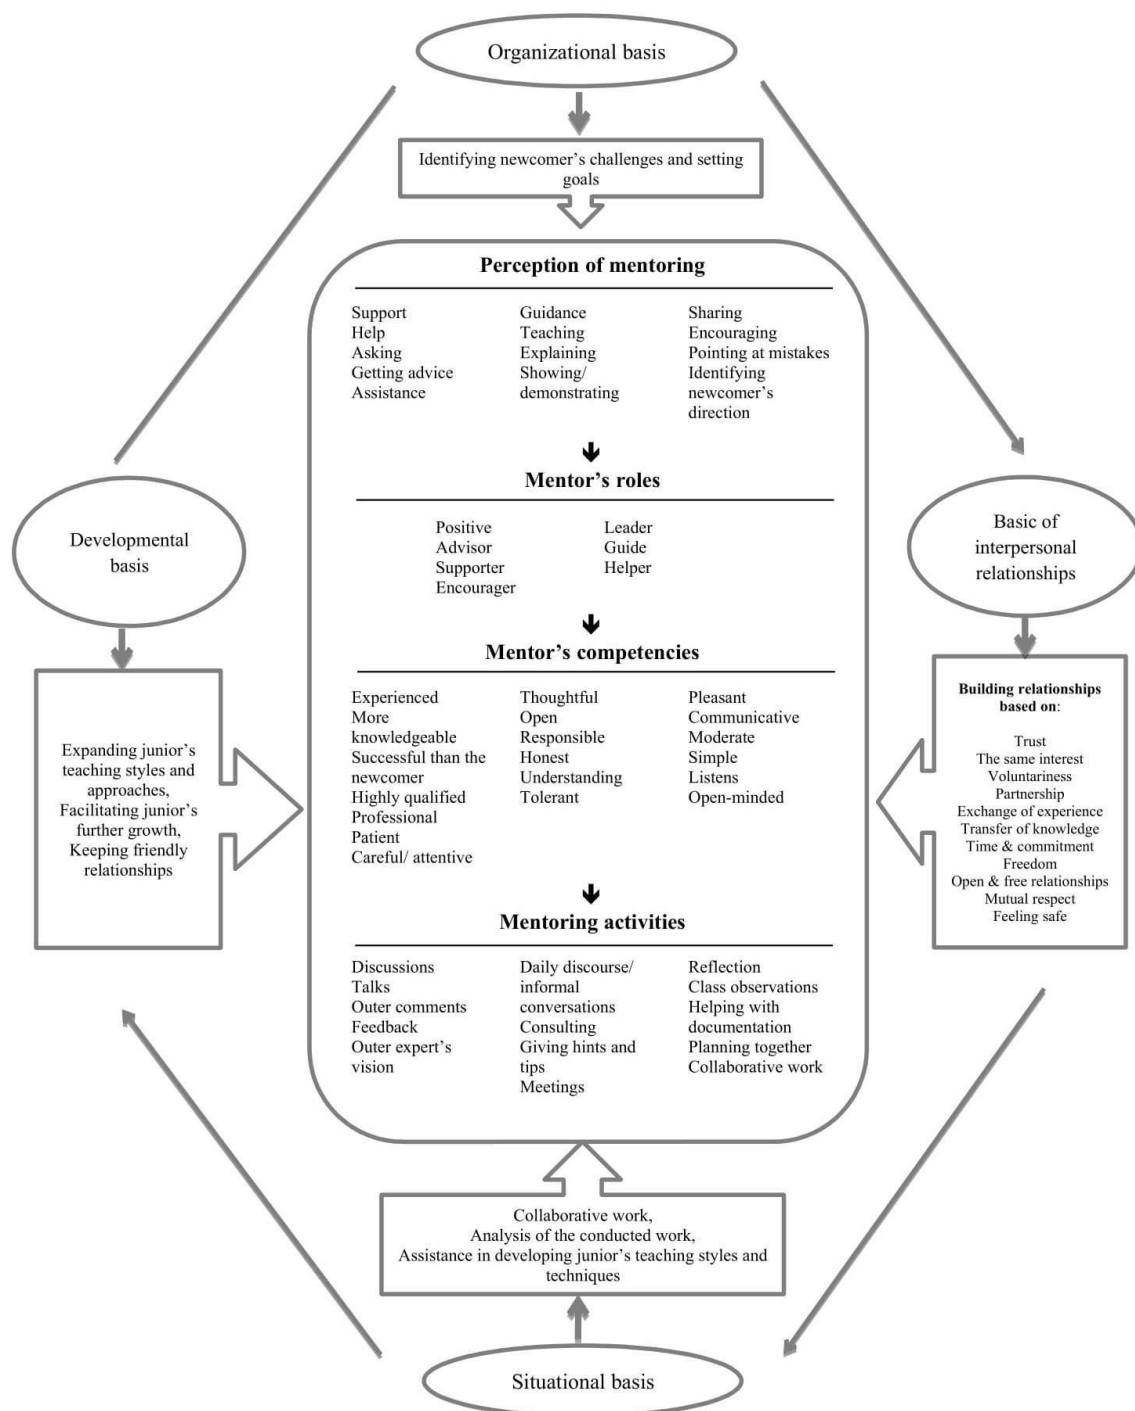 Organizational basis
Identifying newcomer's challenges and setting
goals
Perception of mentoring
Support
Help
Asking
Getting advice
Assistance
Guidance
Teaching
Explaining
Showing/
demonstrating
Sharing
Encouraging
Pointing at mistakes
Identifying
newcomer's
direction
Mentor's roles
Positive
Advisor
Supporter
Encourager
Leader
Guide
Helper
Developmental
basis
Basic of
interpersonal
relationships
Mentor's competencies
Experienced
More
knowledgeable
Successful than the
newcomer
Highly qualified
Professional
Patient
Careful/ attentive
Thoughtful
Open
Responsible
Honest
Understanding
Tolerant
Pleasant
Communicative
Moderate
Simple
Listens
Open-minded
Expanding junior's
teaching styles and
approaches,
Facilitating junior's
further growth,
Keeping friendly
relationships
Building relationships
based on:
Trust
The same interest
Voluntariness
Partnership
Exchange of experience
Transfer of knowledge
Time & commitment
Freedom
Open & free relationships
Mutual respect
Feeling safe
Mentoring activities
Discussions
Talks
Outer comments
Feedback
Outer expert's
vision
Daily discourse/
informal
conversations
Consulting
Giving hints and
tips
Meetings
Reflection
Class observations
Helping with
documentation
Planning together
Collaborative work
Collaborative work,
Analysis of the conducted work,
Assistance in developing junior's teaching styles and
techniques
Situational basis